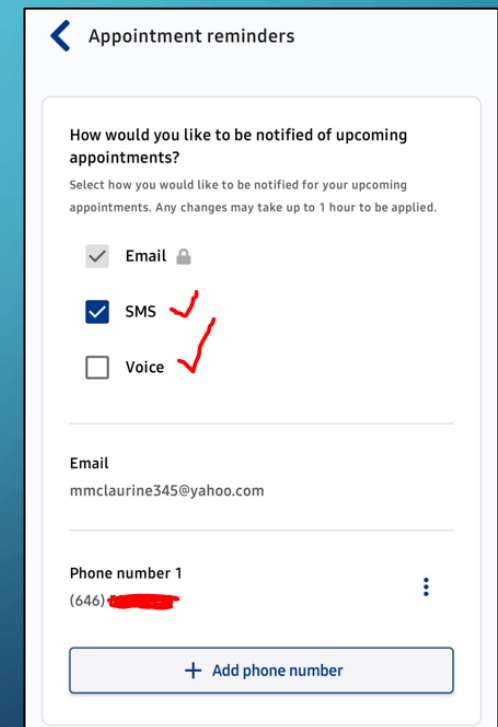 Appointment reminders
How would you like to be notified of upcoming
appointments?
Select how you would like to be notified for your upcoming
appointments. Any changes may take up to 1 hour to be applied.
Email
SMS
Voice
Email
mmclaurine345@yahoo.com
Phone number 1
(646)
+ Add phone number